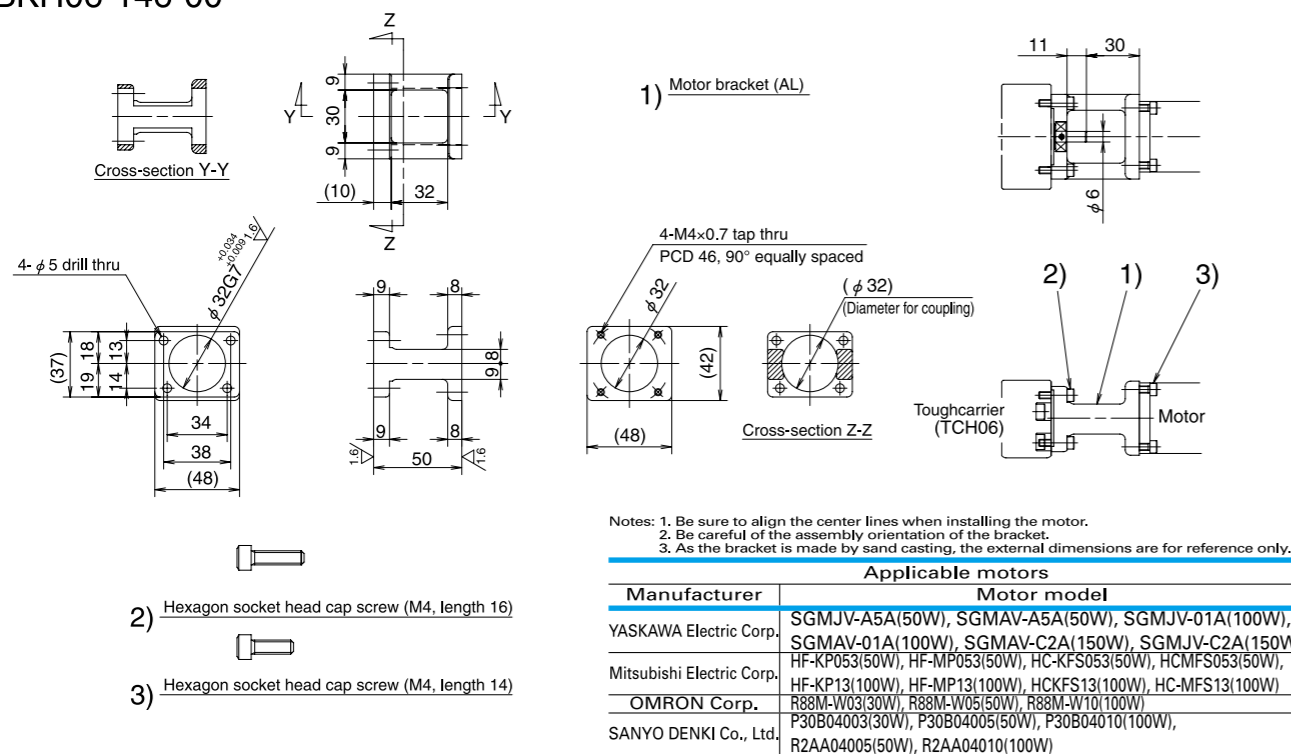 Z
Y
Y
9
30
9
(10)
32
Z
Cross-section Y-Y
1) Motor bracket (AL)
11
30
φ6
4- φ5 drill thru
φ32G7 +0.034 +0.009
1.6
(37)
18
19
13
14
34
38
(48)
9
8
8
9
9
8
1.6
50
1.6
4-M4×0.7 tap thru
PCD 46, 90° equally spaced
φ32
(42)
(48)
(φ32)
(Diameter for coupling)
Cross-section Z-Z
2)
1)
3)
Toughcarrier
(TCH06)
Motor
2) Hexagon socket head cap screw (M4, length 16)
3) Hexagon socket head cap screw (M4, length 14)
Notes: 1. Be sure to align the center lines when installing the motor.
2. Be careful of the assembly orientation of the bracket.
3. As the bracket is made by sand casting, the external dimensions are for reference only.
Applicable motors
Manufacturer Motor model
YASKAWA Electric Corp. SGMJV-A5A(50W), SGMAV-A5A(50W), SGMJV-01A(100W),
SGMAV-01A(100W), SGMAV-C2A(150W), SGMJV-C2A(150W
Mitsubishi Electric Corp. HF-KP053(50W), HF-MP053(50W), HC-KFS053(50W), HCMFS053(50W),
HF-KP13(100W), HF-MP13(100W), HCKFS13(100W), HC-MFS13(100W)
OMRON Corp. R88M-W03(30W), R88M-W05(50W), R88M-W10(100W)
SANYO DENKI Co., Ltd. P30B04003(30W), P30B04005(50W), P30B04010(100W),
R2AA04005(50W), R2AA04010(100W)